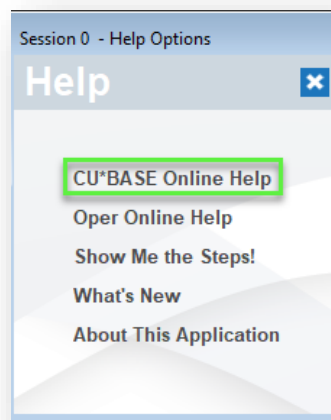 Session 0 - Help Options
Help
CU*BASE Online Help
Oper Online Help
Show Me the Steps!
What's New
About This Application